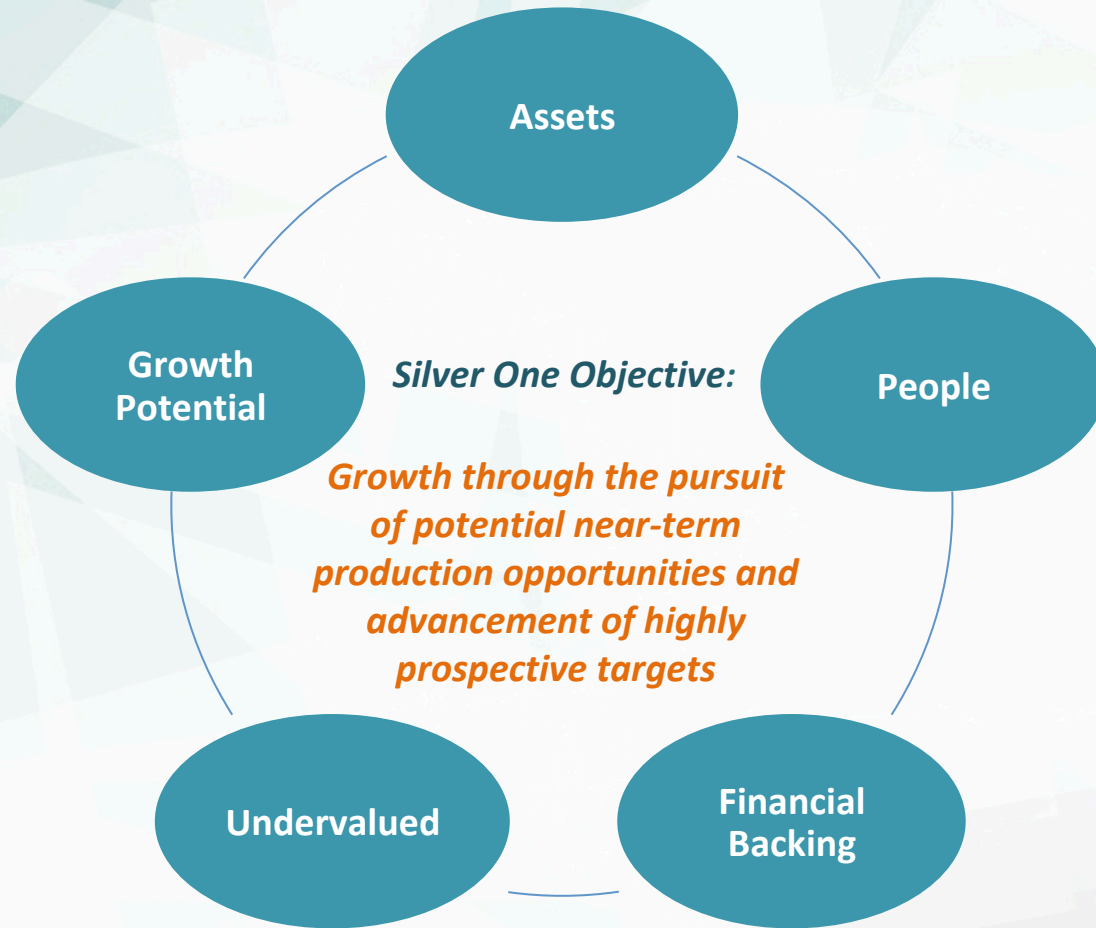 Assets
Growth
Potential
Silver One Objective:
People
Growth through the pursuit
of potential near-term
production opportunities and
advancement of highly
prospective targets
Undervalued
Financial
Backing